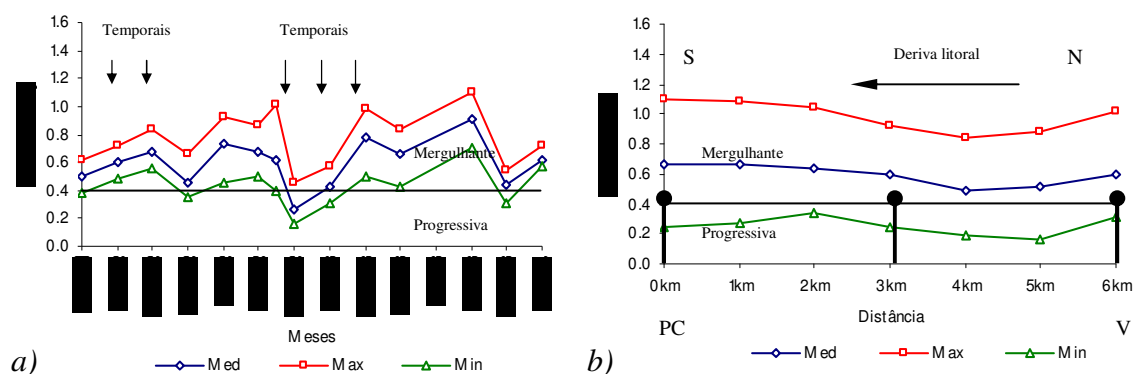 1.6
1.4
1.2
1.0
0.8
0.6
0.4
0.2
0.0
Temporais
Temporais
Mergulhante
Progressiva
Meses
Med
Max
Min
a)
1.6
1.4
1.2
1.0
0.8
0.6
0.4
0.2
0.0
S
Deriva litoral
N
Mergulhante
Progressiva
0km
1km
2km
3km
4km
5km
6km
Distância
PC
V
Med
Max
Min
b)